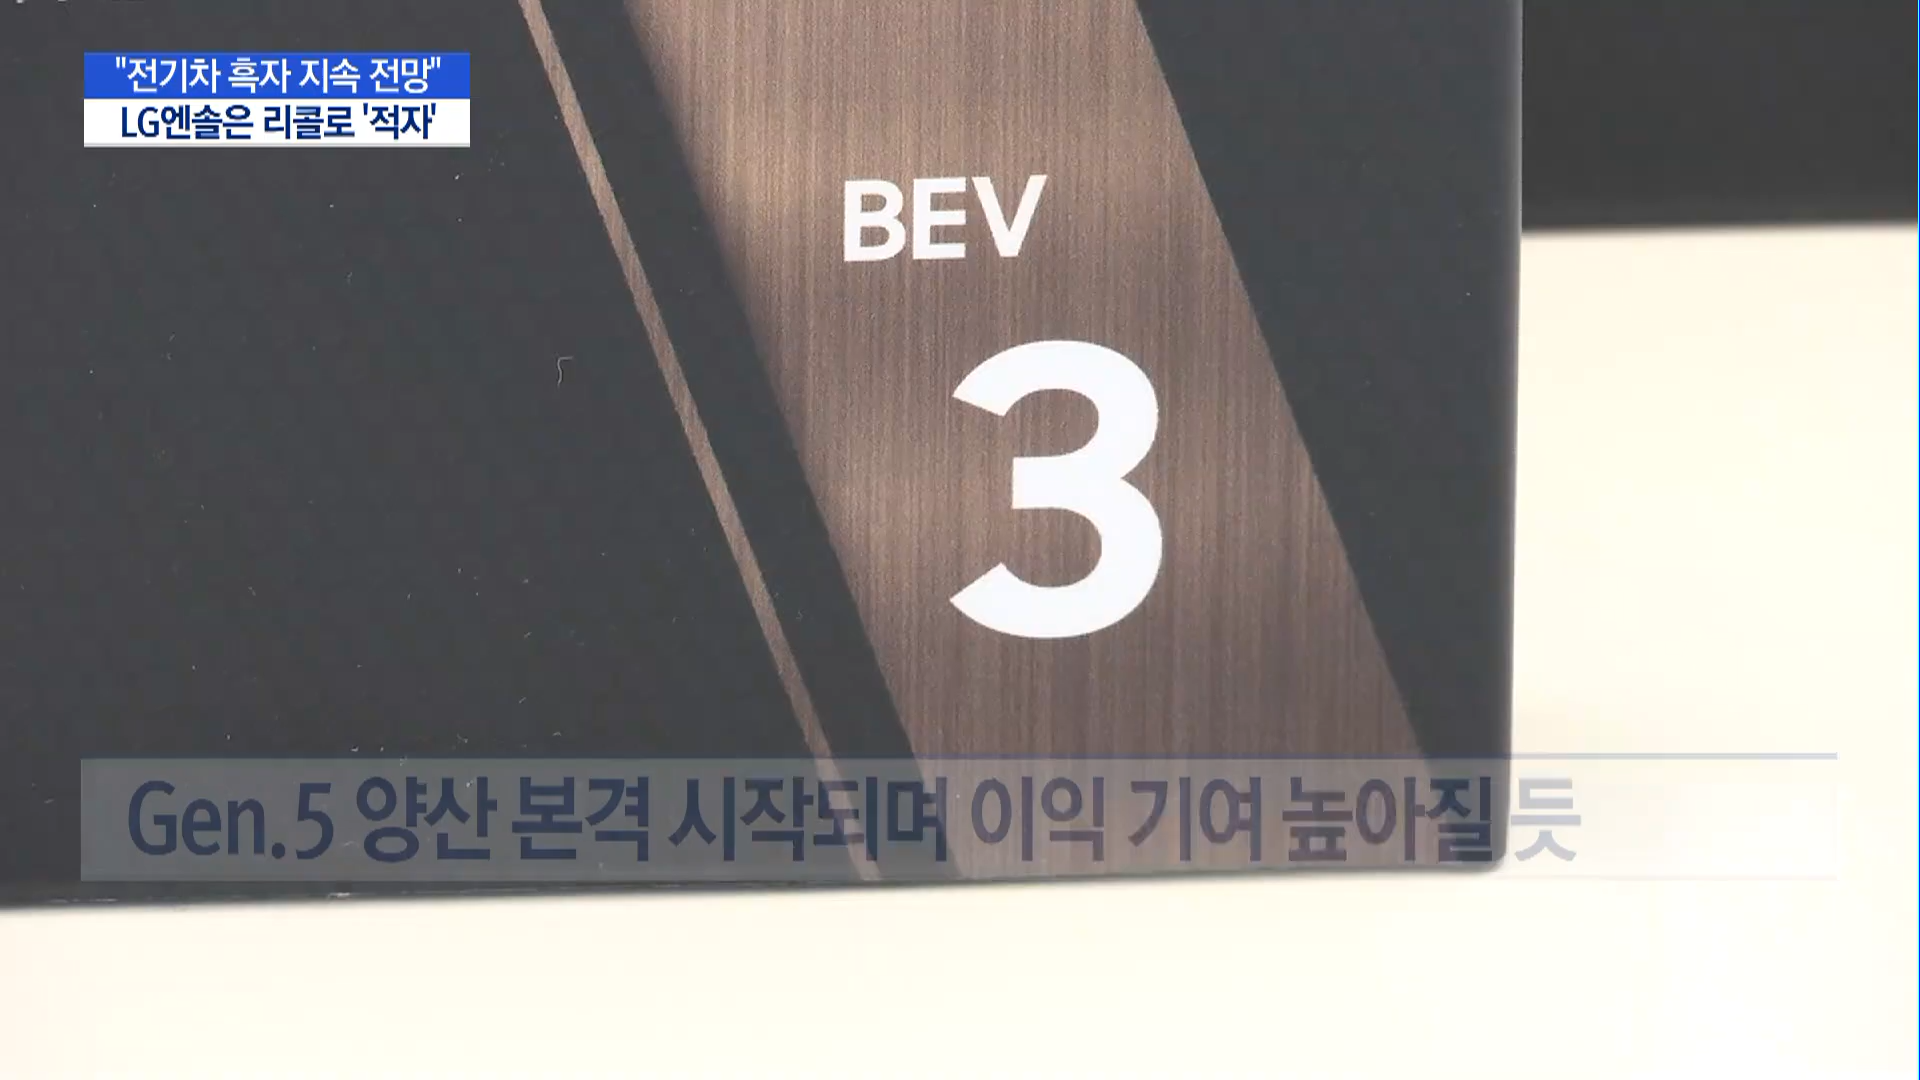 "전기차 흑자 지속 전망"
LG엔솔은 리콜로 '적자'
BEV
3
Gen.5 양산 본격 시작되며 이익 기여 높아질 듯